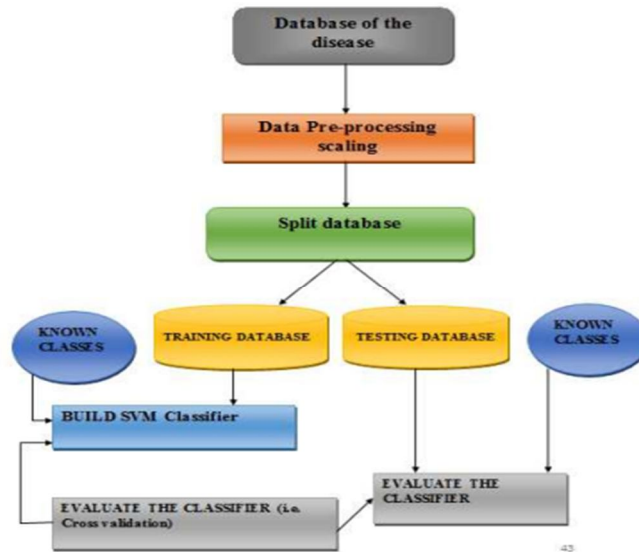 Database of the
disease
Data Pre-processing
scaling
Split database
KNOWN
CLASSES
TRAINING DATABASE
TESTING DATABASE
KNOWN
CLASSES
BUILD SVM Classifier
EVALUATE THE CLASSIFIER (i.e.
Cross validation)
EVALUATE THE
CLASSIFIER
43